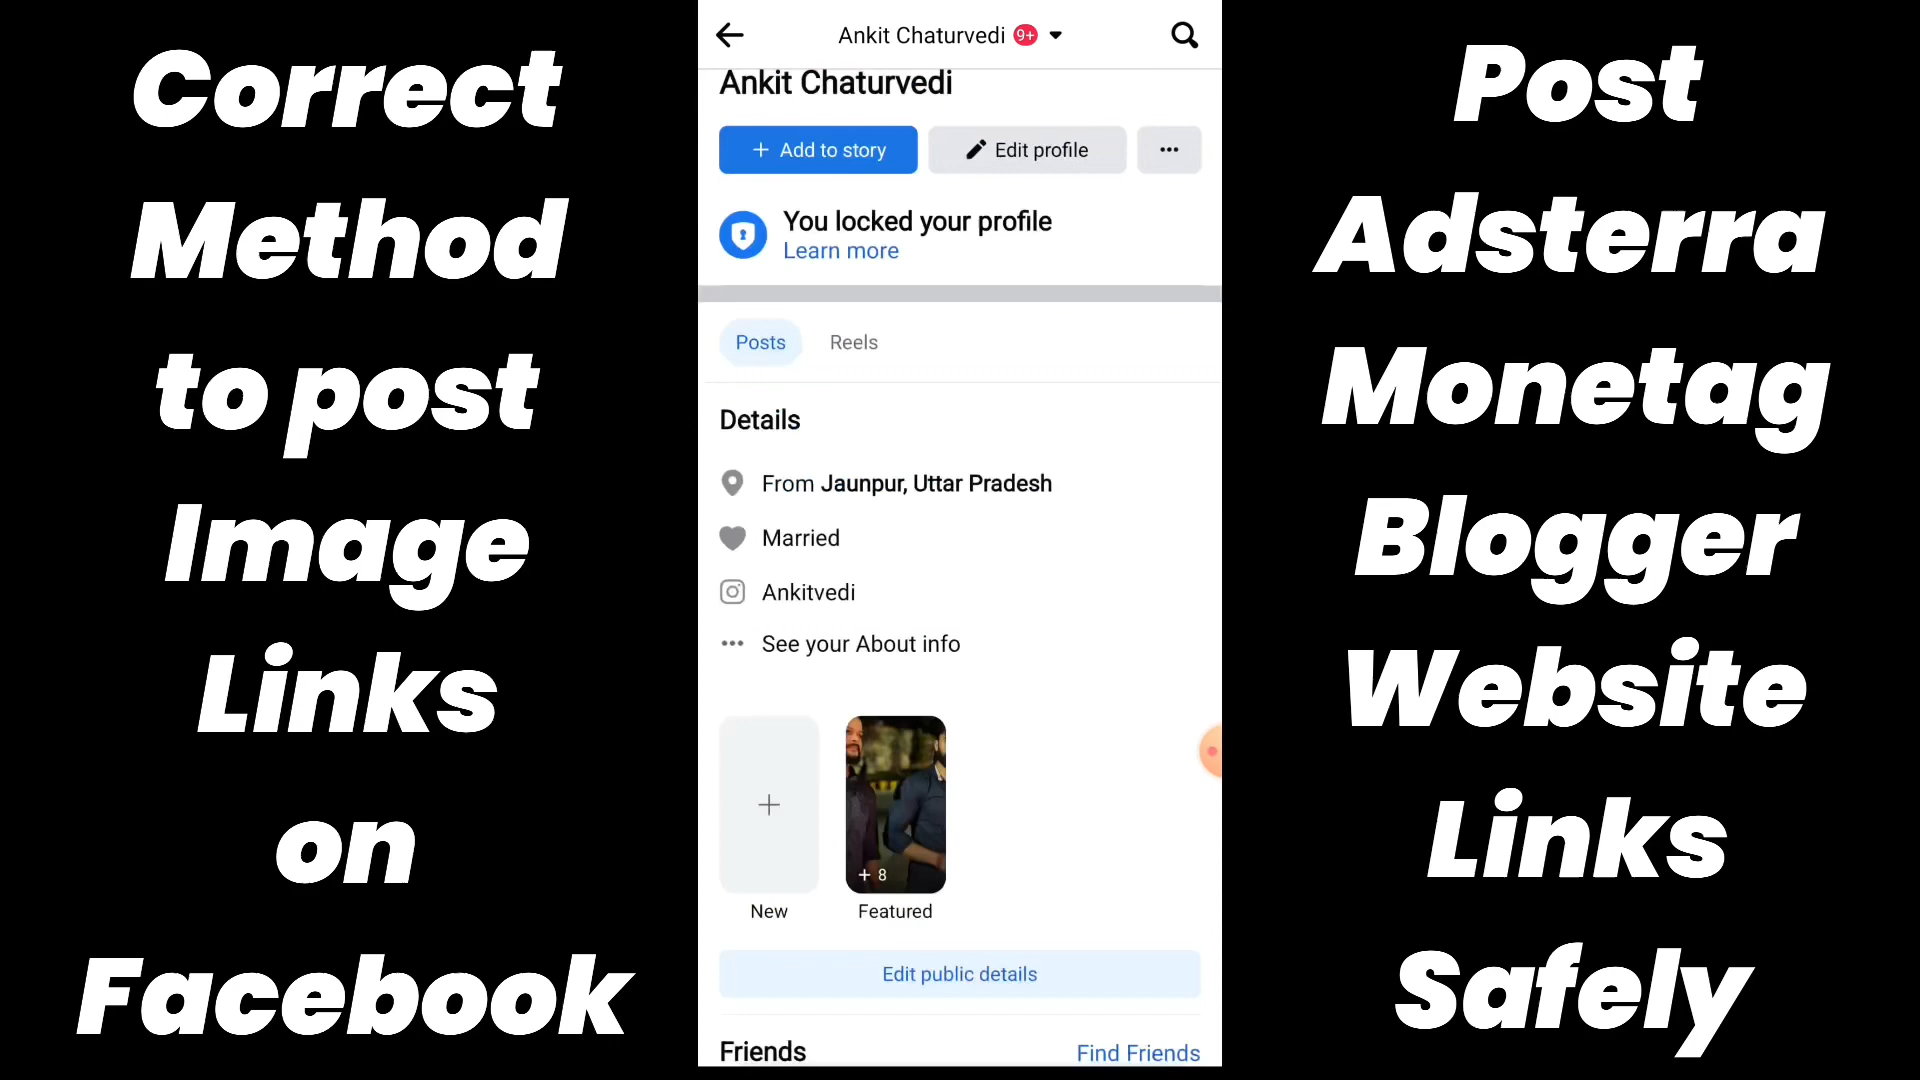 Correct
Method
to post
Image
Links
on
Facebook
Ankit Chaturvedi 9+
Ankit Chaturvedi
+ Add to story
Edit profile
You locked your profile
Learn more
Posts
Reels
Details
From Jaunpur, Uttar Pradesh
Married
Ankitvedi
See your About info
+ 8
New
Featured
Edit public details
Friends
Find Friends
Post
Adsterra
Monetag
Blogger
Website
Links
Safely